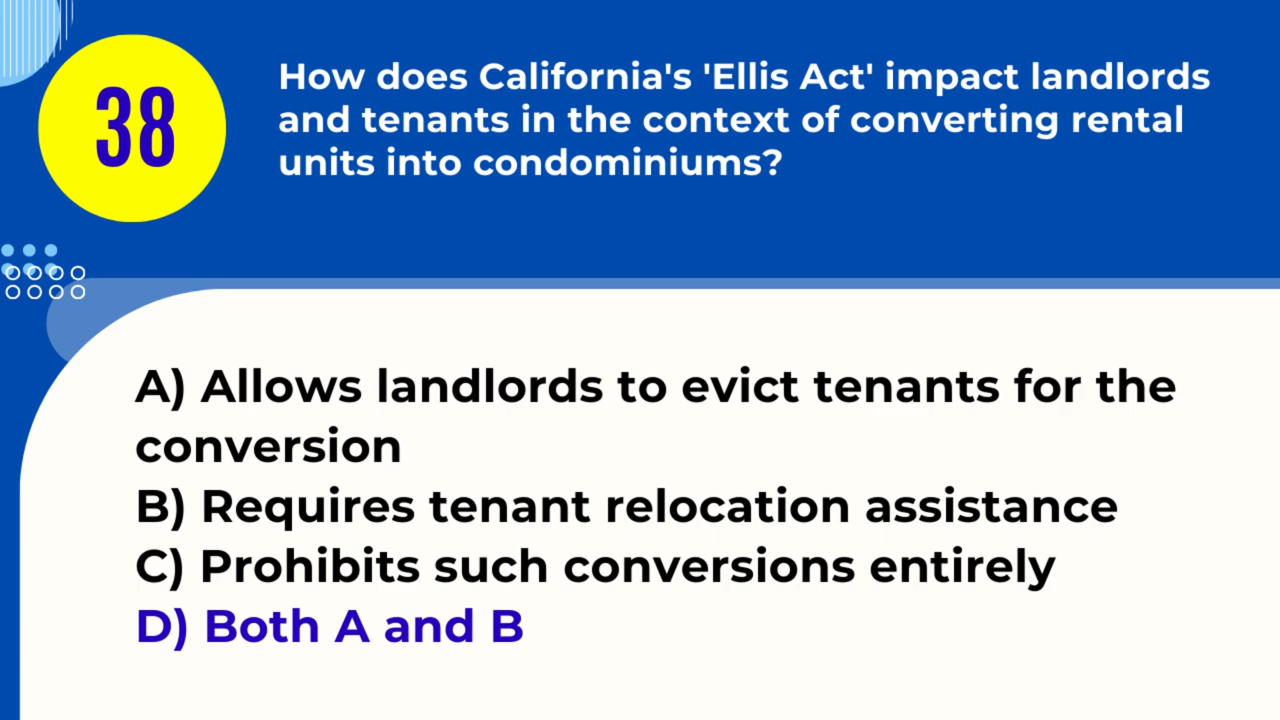 38
How does California's 'Ellis Act' impact landlords
and tenants in the context of converting rental
units into condominiums?
A) Allows landlords to evict tenants for the
conversion
B) Requires tenant relocation assistance
C) Prohibits such conversions entirely
D) Both A and B